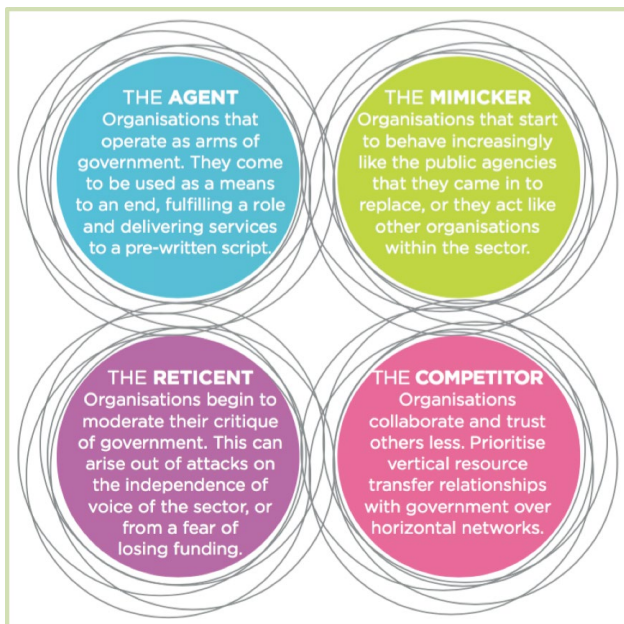 THE AGENT
Organisations that
operate as arms of
government. They come
to be used as a means
to an end, fulfilling a role
and delivering services
to a pre-written script.
THE MIMICKER
Organisations that start
to behave increasingly
like the public agencies
that they came in to
replace, or they act like
other organisations
within the sector.
THE RETICENT
Organisations begin to
moderate their critique
of government. This can
arise out of attacks on
the independence of
voice of the sector, or
from a fear of
losing funding.
THE COMPETITOR
Organisations
collaborate and trust
others less. Prioritise
vertical resource
transfer relationships
with government over
horizontal networks.